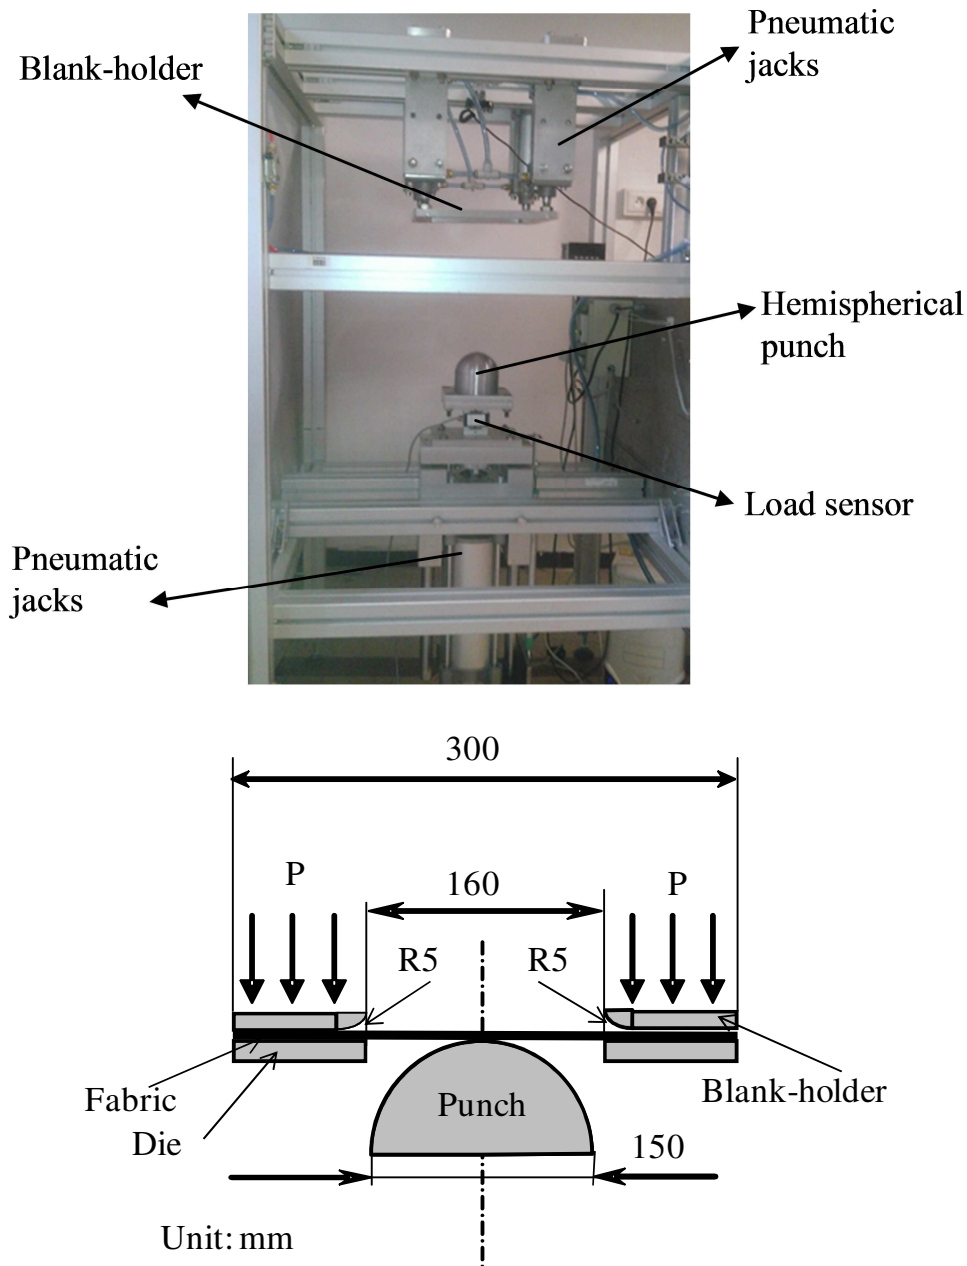 Pneumatic
jacks
Blank-holder
Hemispherical
punch
Load sensor
Pneumatic
jacks
300
P
160
P
R5
R5
Fabric
Blank-holder
Punch
Die
150
Unit: mm